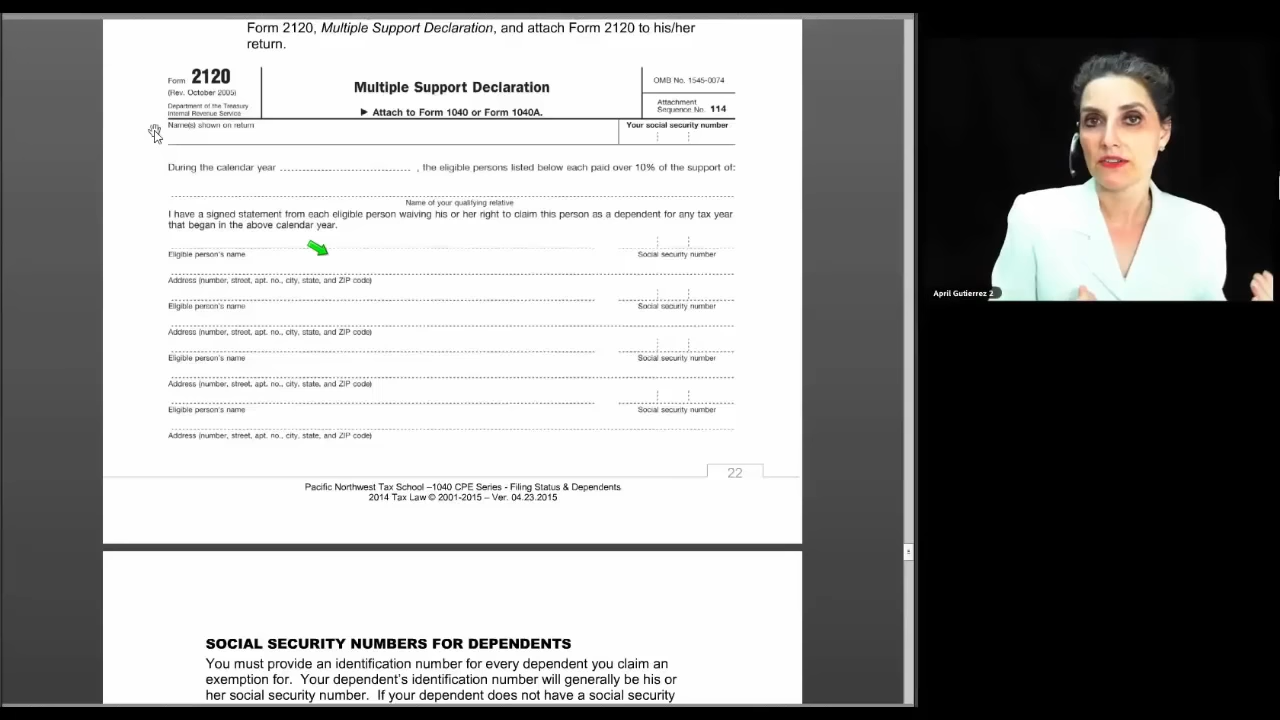 Form 2120, Multiple Support Declaration, and attach Form 2120 to his/her
return.
Form 2120
(Rev. October 2005)
Department of the Treasury
Internal Revenue Service
Multiple Support Declaration
▶ Attach to Form 1040 or Form 1040A.
OMB No. 1545-0074
Attachment
Sequence No. 114
Name(s) shown on return
Your social security number
During the calendar year , the eligible persons listed below each paid over 10% of the support of:
Name of your qualifying relative
I have a signed statement from each eligible person waiving his or her right to claim this person as a dependent for any tax year
that began in the above calendar year.
Eligible person's name Social security number
Address (number, street, apt. no., city, state, and ZIP code)
Eligible person's name Social security number
Address (number, street, apt. no., city, state, and ZIP code)
Eligible person's name Social security number
Address (number, street, apt. no., city, state, and ZIP code)
Eligible person's name Social security number
Address (number, street, apt. no., city, state, and ZIP code)
22
Pacific Northwest Tax School –1040 CPE Series - Filing Status & Dependents
2014 Tax Law © 2001-2015 – Ver. 04.23.2015
SOCIAL SECURITY NUMBERS FOR DEPENDENTS
You must provide an identification number for every dependent you claim an
exemption for. Your dependent's identification number will generally be his or
her social security number. If your dependent does not have a social security
April Gutierrez 2